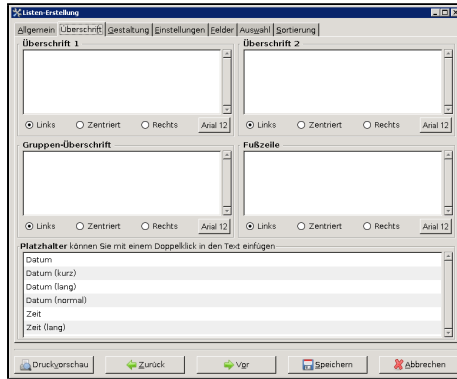 Listen-Erstellung
Allgemein Überschrift Gestaltung Einstellungen Felder Auswahl Sortierung
Überschrift 1 Überschrift 2
Links Zentriert Rechts Arial 12 Links Zentriert Rechts Arial 12
Gruppen-Überschrift Fußzeile
Links Zentriert Rechts Arial 12 Links Zentriert Rechts Arial 12
Platzhalter können Sie mit einem Doppelklick in den Text einfügen
Datum
Datum (kurz)
Datum (lang)
Datum (normal)
Zeit
Zeit (lang)
Druckvorschau Zurück Vor Speichern Abbrechen